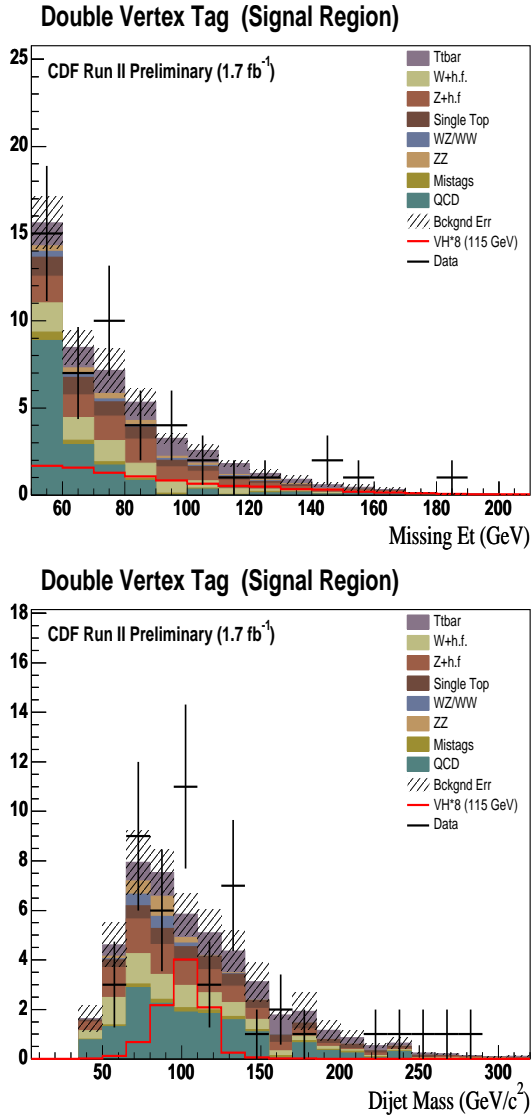 Double Vertex Tag (Signal Region)
CDF Run II Preliminary (1.7 fb⁻¹)
Ttbar
W+h.f.
Z+h.f
Single Top
WZ/WW
ZZ
Mistags
QCD
Bckgnd Err
VH*8 (115 GeV)
Data
25
20
15
10
5
0
60 80 100 120 140 160 180 200
Missing Et (GeV)
Double Vertex Tag (Signal Region)
CDF Run II Preliminary (1.7 fb⁻¹)
Ttbar
W+h.f.
Z+h.f
Single Top
WZ/WW
ZZ
Mistags
QCD
Bckgnd Err
VH*8 (115 GeV)
Data
18
16
14
12
10
8
6
4
2
0
50 100 150 200 250 300
Dijet Mass (GeV/c²)